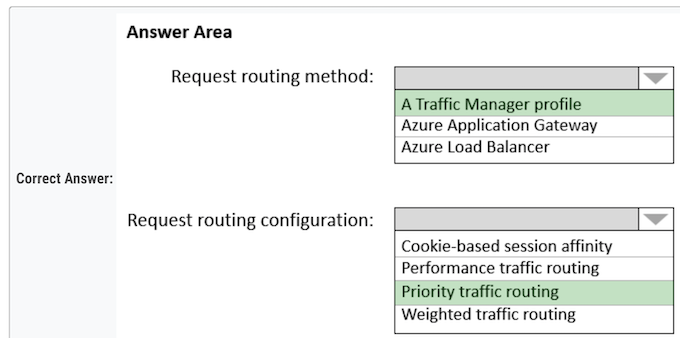 Answer Area
Request routing method:
A Traffic Manager profile
Azure Application Gateway
Azure Load Balancer
Correct Answer:
Request routing configuration:
Cookie-based session affinity
Performance traffic routing
Priority traffic routing
Weighted traffic routing